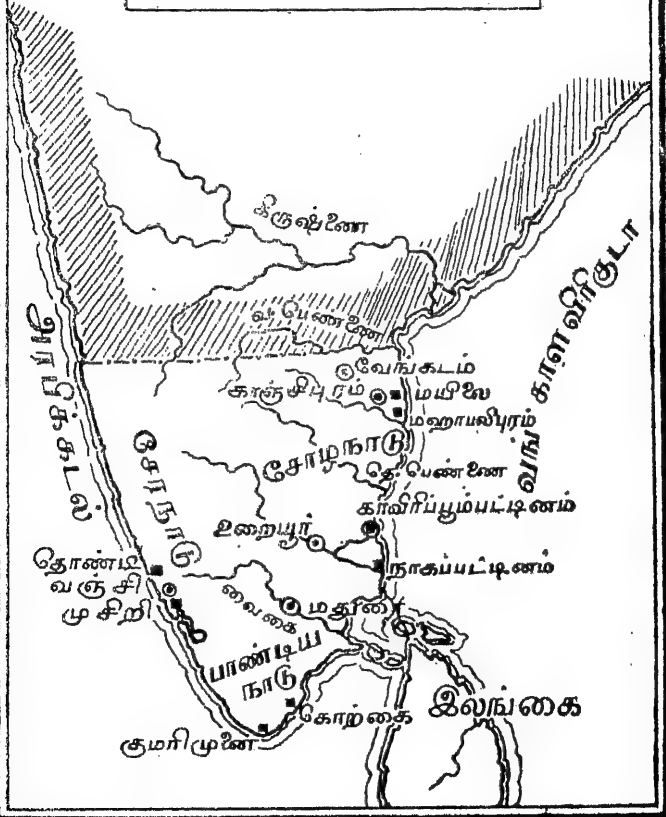 கிருஷ்ணை
வ. பெண்ணை
வேங்கடம்
காஞ்சிபுரம்
மயிலை
மஹாபலிபுரம்
அரபிக்கடல்
வங்காளவிரிகுடா
சேரநாடு
சோழநாடு
தெ. பெண்ணை
காவிரிப்பூம்பட்டினம்
உறையூர்
நாகப்பட்டினம்
தொண்டி
வஞ்சி
முசிறி
வைகை
மதுரை
பாண்டிய
நாடு
கொற்கை
இலங்கை
குமரிமுனை